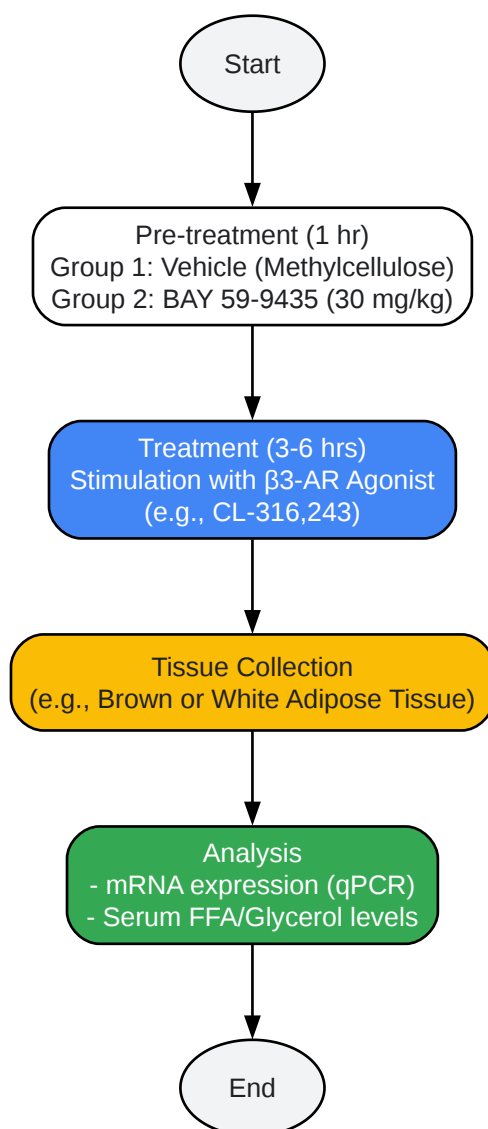 Start
Pre-treatment (1 hr)
Group 1: Vehicle (Methylcellulose)
Group 2: BAY 59-9435 (30 mg/kg)
Treatment (3-6 hrs)
Stimulation with β3-AR Agonist
(e.g., CL-316,243)
Tissue Collection
(e.g., Brown or White Adipose Tissue)
Analysis
- mRNA expression (qPCR)
- Serum FFA/Glycerol levels
End